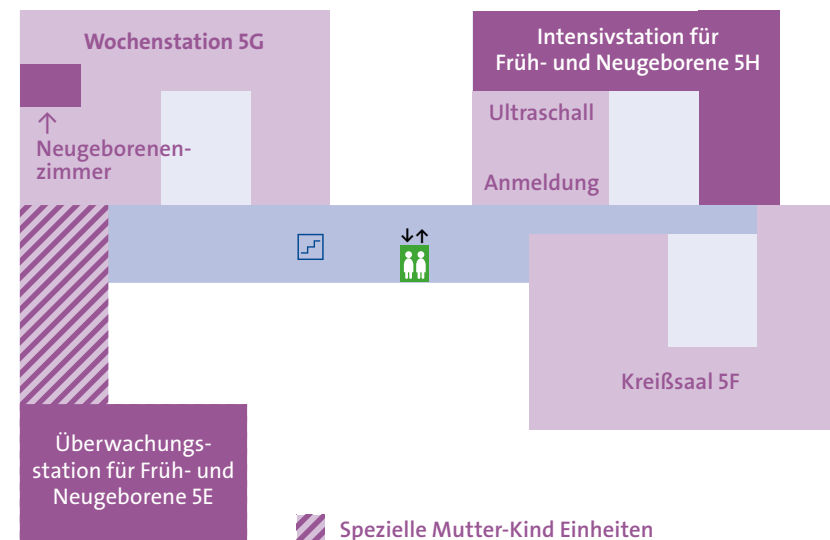 Wochenstation 5G
Neugeborenen-
zimmer
Intensivstation für
Früh- und Neugeborene 5H
Ultraschall
Anmeldung
Kreißsaal 5F
Überwachungs-
station für Früh- und
Neugeborene 5E
Spezielle Mutter-Kind Einheiten